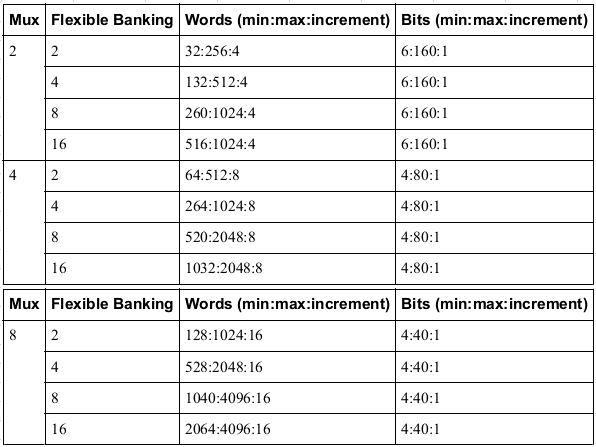 Mux Flexible Banking Words (min:max:increment) Bits (min:max:increment)
2 2 32:256:4 6:160:1
4 132:512:4 6:160:1
8 260:1024:4 6:160:1
16 516:1024:4 6:160:1
4 2 64:512:8 4:80:1
4 264:1024:8 4:80:1
8 520:2048:8 4:80:1
16 1032:2048:8 4:80:1
Mux Flexible Banking Words (min:max:increment) Bits (min:max:increment)
8 2 128:1024:16 4:40:1
4 528:2048:16 4:40:1
8 1040:4096:16 4:40:1
16 2064:4096:16 4:40:1